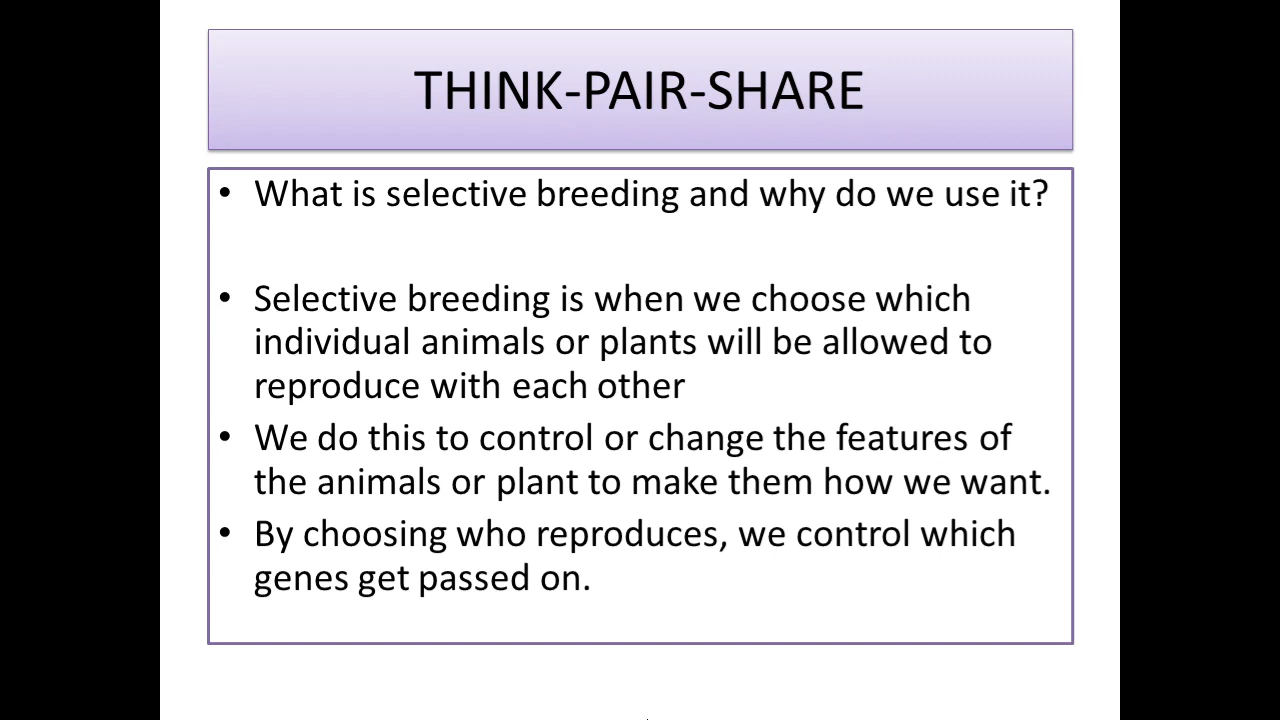 THINK-PAIR-SHARE
• What is selective breeding and why do we use it?
• Selective breeding is when we choose which
individual animals or plants will be allowed to
reproduce with each other
• We do this to control or change the features of
the animals or plant to make them how we want.
• By choosing who reproduces, we control which
genes get passed on.